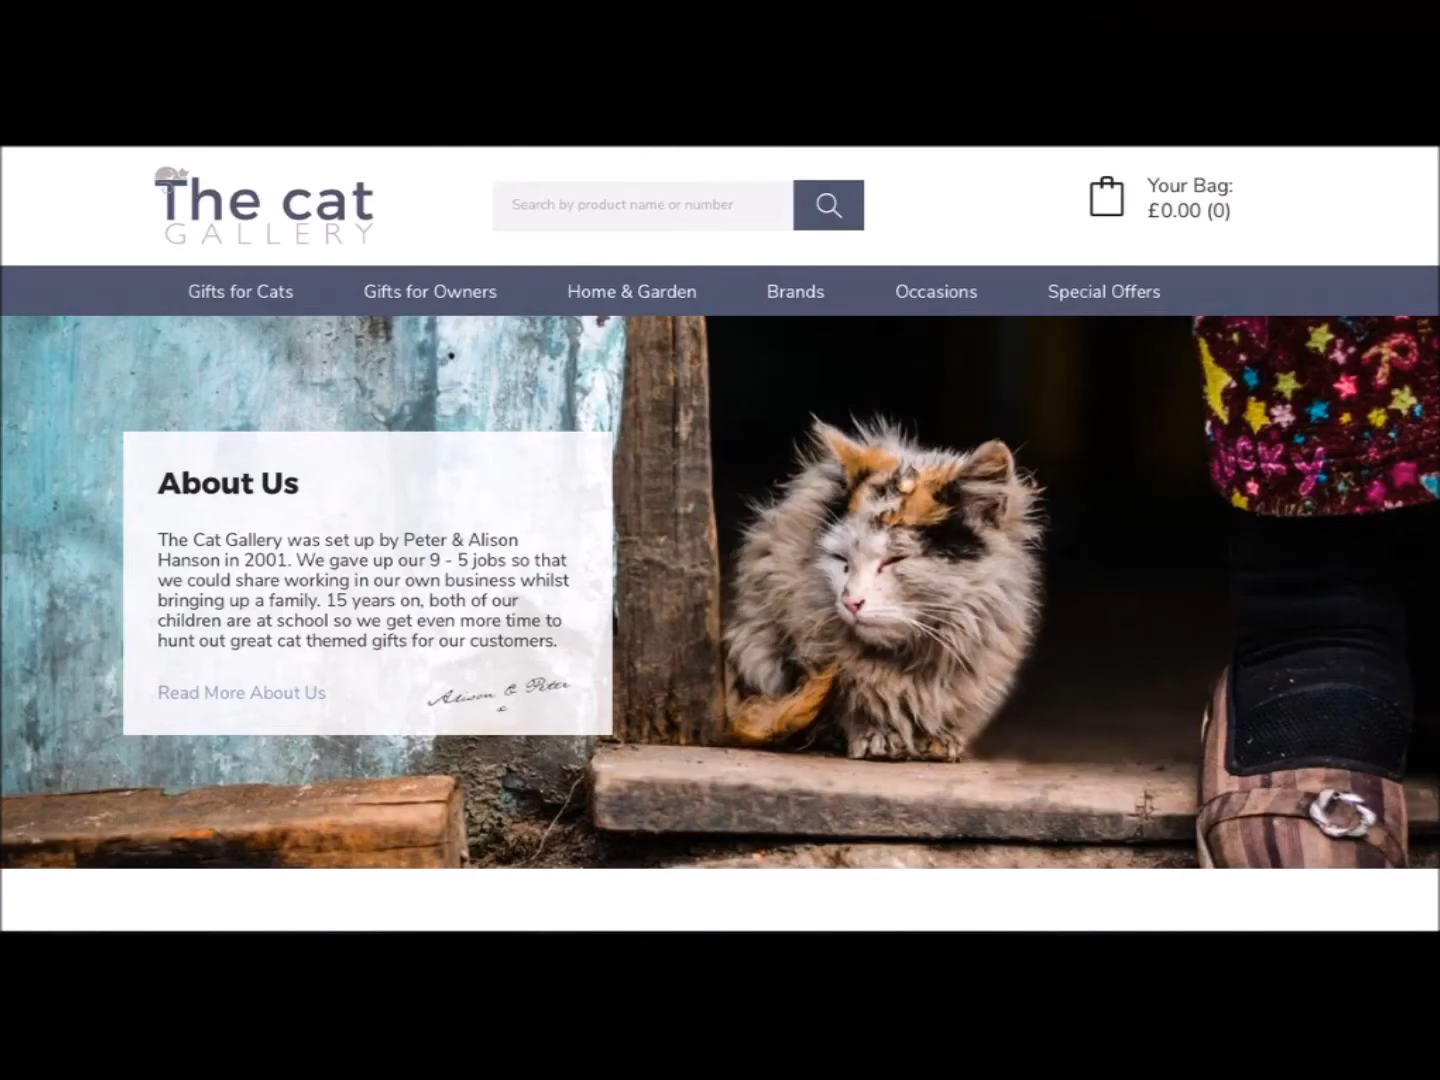 The cat
GALLERY
Search by product name or number
Your Bag:
£0.00 (0)
Gifts for Cats
Gifts for Owners
Home & Garden
Brands
Occasions
Special Offers
About Us
The Cat Gallery was set up by Peter & Alison
Hanson in 2001. We gave up our 9 - 5 jobs so that
we could share working in our own business whilst
bringing up a family. 15 years on, both of our
children are at school so we get even more time to
hunt out great cat themed gifts for our customers.
Read More About Us
Alison & Peter